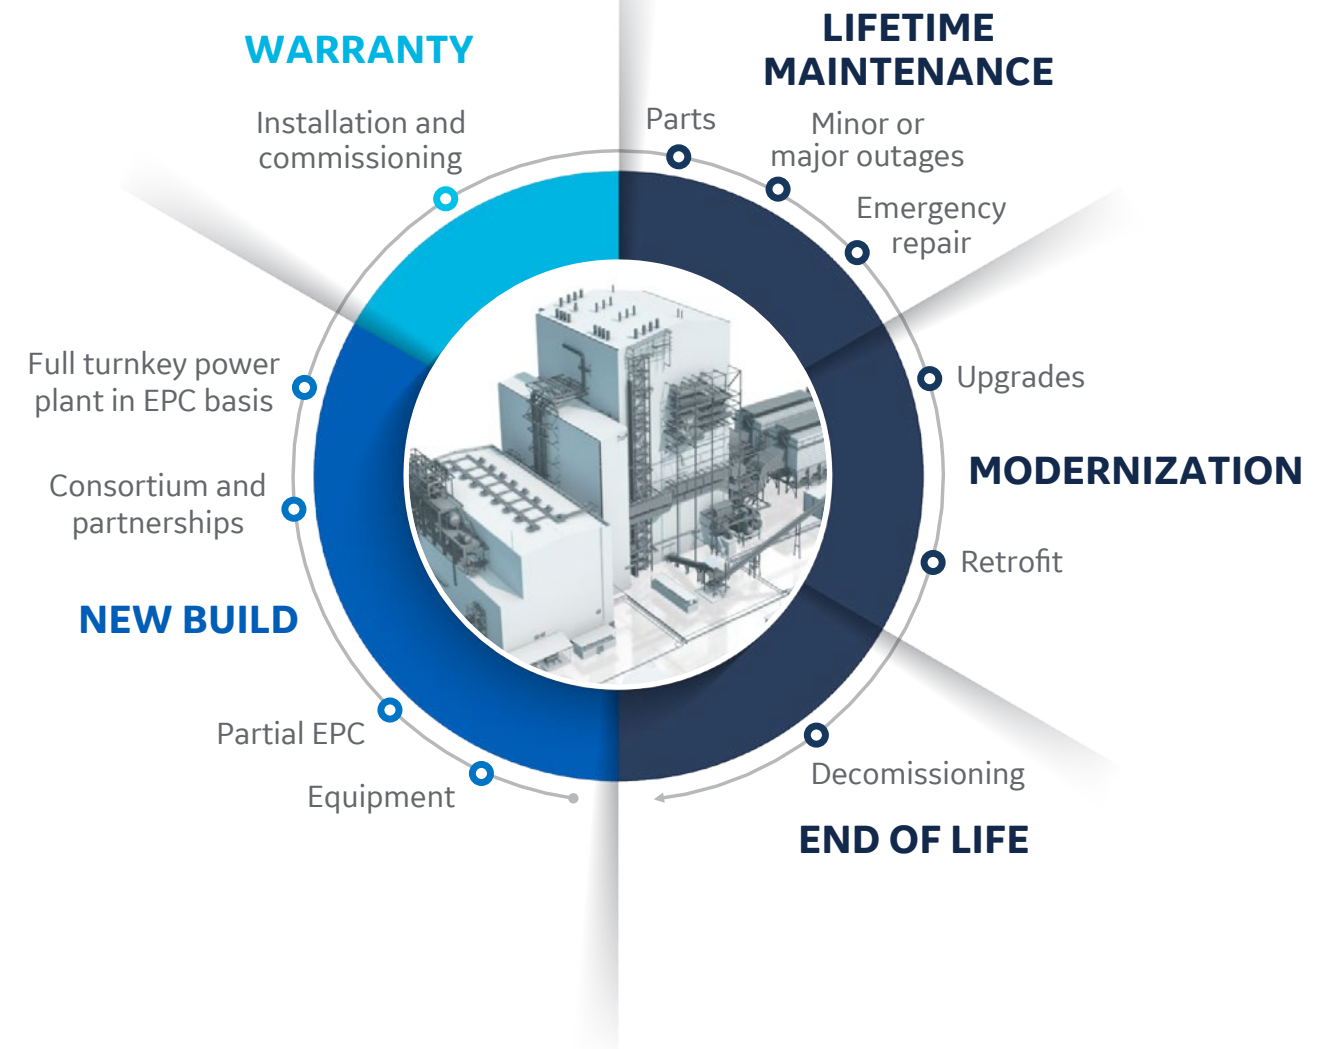 WARRANTY
Installation and
commissioning
LIFETIME
MAINTENANCE
Parts
Minor or
major outages
Emergency
repair
Upgrades
MODERNIZATION
Retrofit
Decomissioning
END OF LIFE
Full turnkey power
plant in EPC basis
Consortium and
partnerships
NEW BUILD
Partial EPC
Equipment